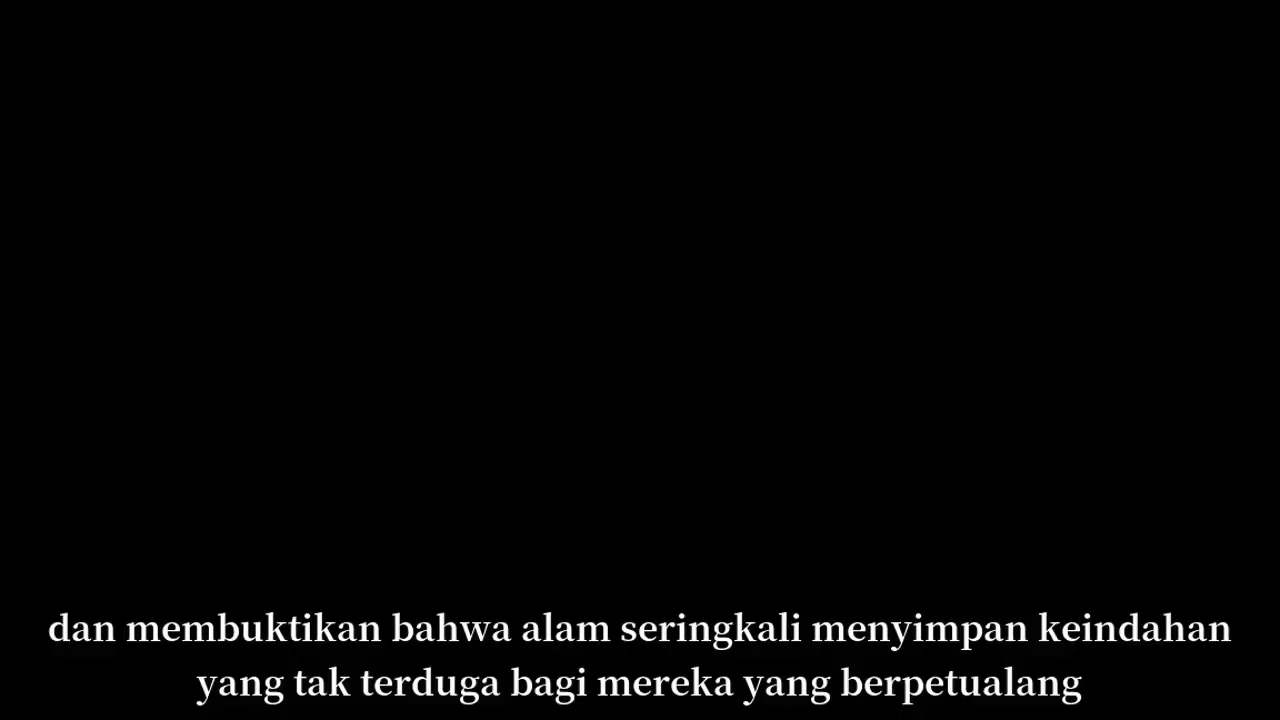 dan membuktikan bahwa alam seringkali menyimpan keindahan
yang tak terduga bagi mereka yang berpetualang